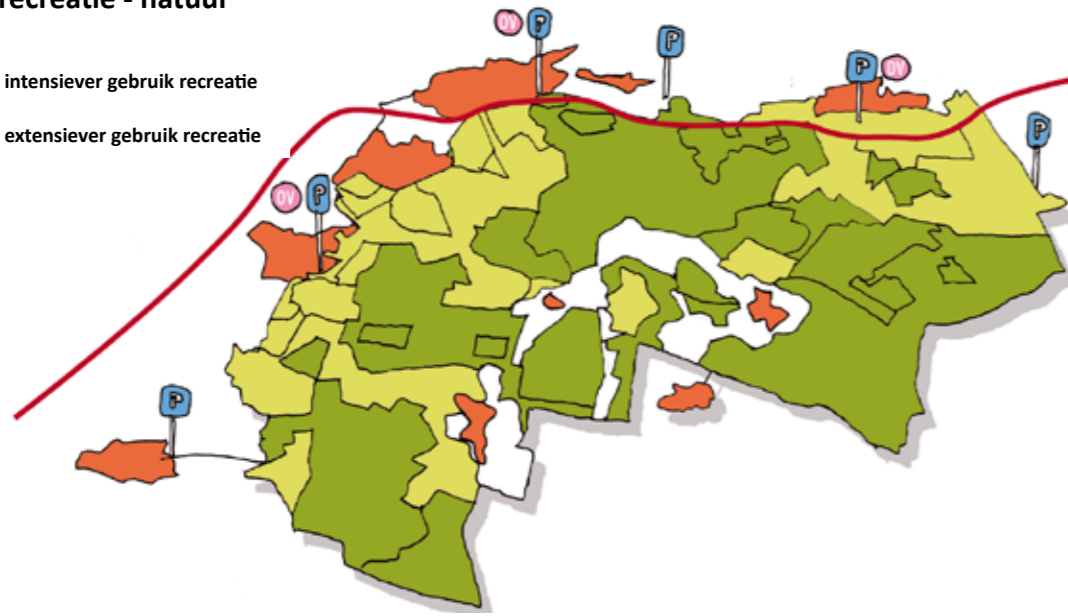 recreatie - natuur
OV P
P
P OV
intensiever gebruik recreatie
extensiever gebruik recreatie
P
OV P
P